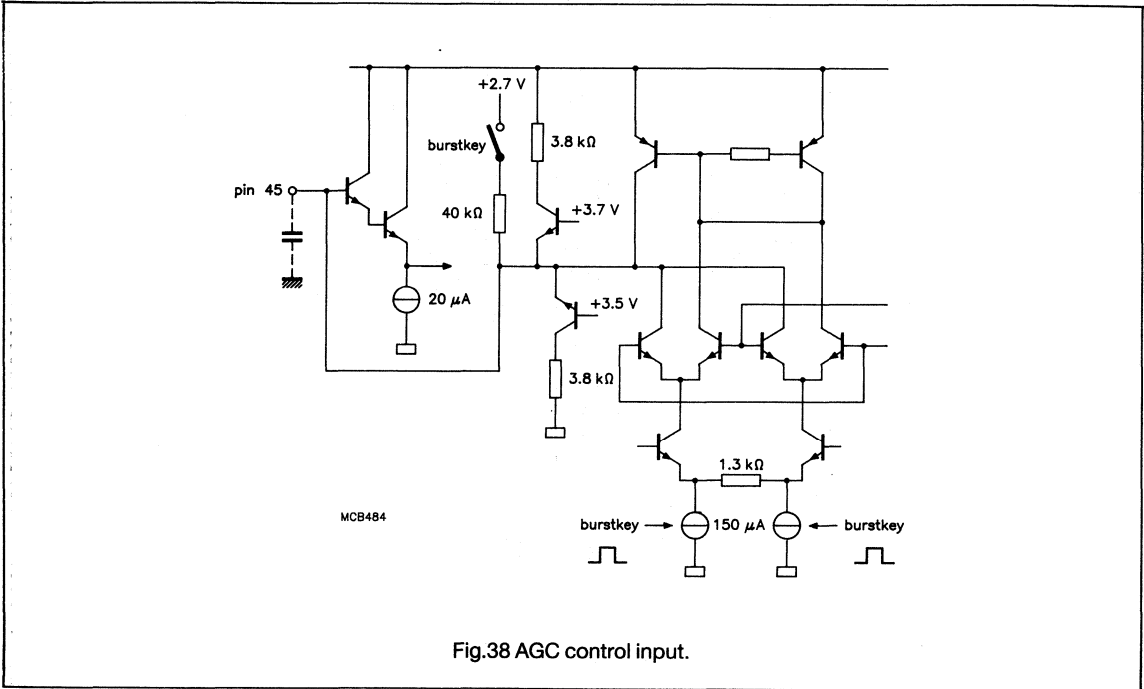 +2.7 V
burstkey
3.8 kΩ
pin 45
40 kΩ
+3.7 V
20 μA
+3.5 V
3.8 kΩ
1.3 kΩ
MCB484
burstkey
150 μA
burstkey
Fig.38 AGC control input.